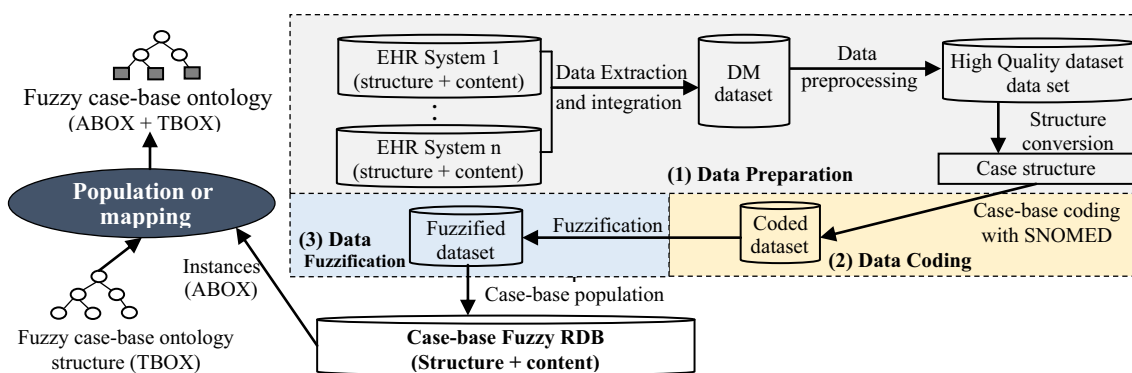 EHR System 1
(structure + content)
.
.
EHR System n
(structure + content)
Data Extraction
and integration
DM
dataset
Data
preprocessing
High Quality dataset
data set
Structure
conversion
Case structure
(1) Data Preparation
Case-base coding
with SNOMED
Coded
dataset
(2) Data Coding
Fuzzification
Fuzzified
dataset
(3) Data
Fuzzification
Case-base population
Case-base Fuzzy RDB
(Structure + content)
Instances
(ABOX)
Fuzzy case-base ontology
structure (TBOX)
Population or
mapping
Fuzzy case-base ontology
(ABOX + TBOX)